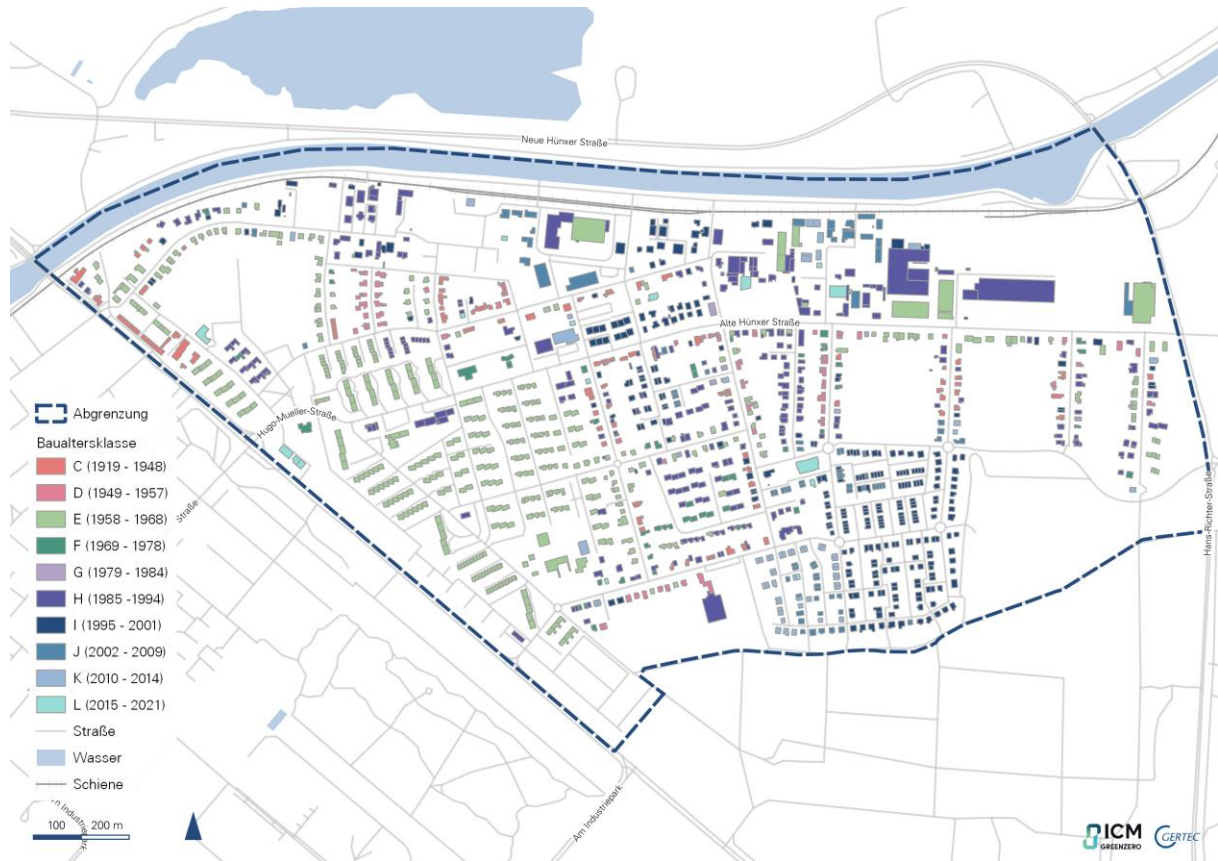 Neue Hünxer Straße
Alte Hünxer Straße
Hugo-Mueller-Straße
Straße
Hans-Richter-Straße
Am Industriepark
Abgrenzung
Baualtersklasse
C (1919 - 1948)
D (1949 - 1957)
E (1958 - 1968)
F (1969 - 1978)
G (1979 - 1984)
H (1985 -1994)
I (1995 - 2001)
J (2002 - 2009)
K (2010 - 2014)
L (2015 - 2021)
Straße
Wasser
Schiene
100 200 m
ICM
GREENZERO
GERTEC